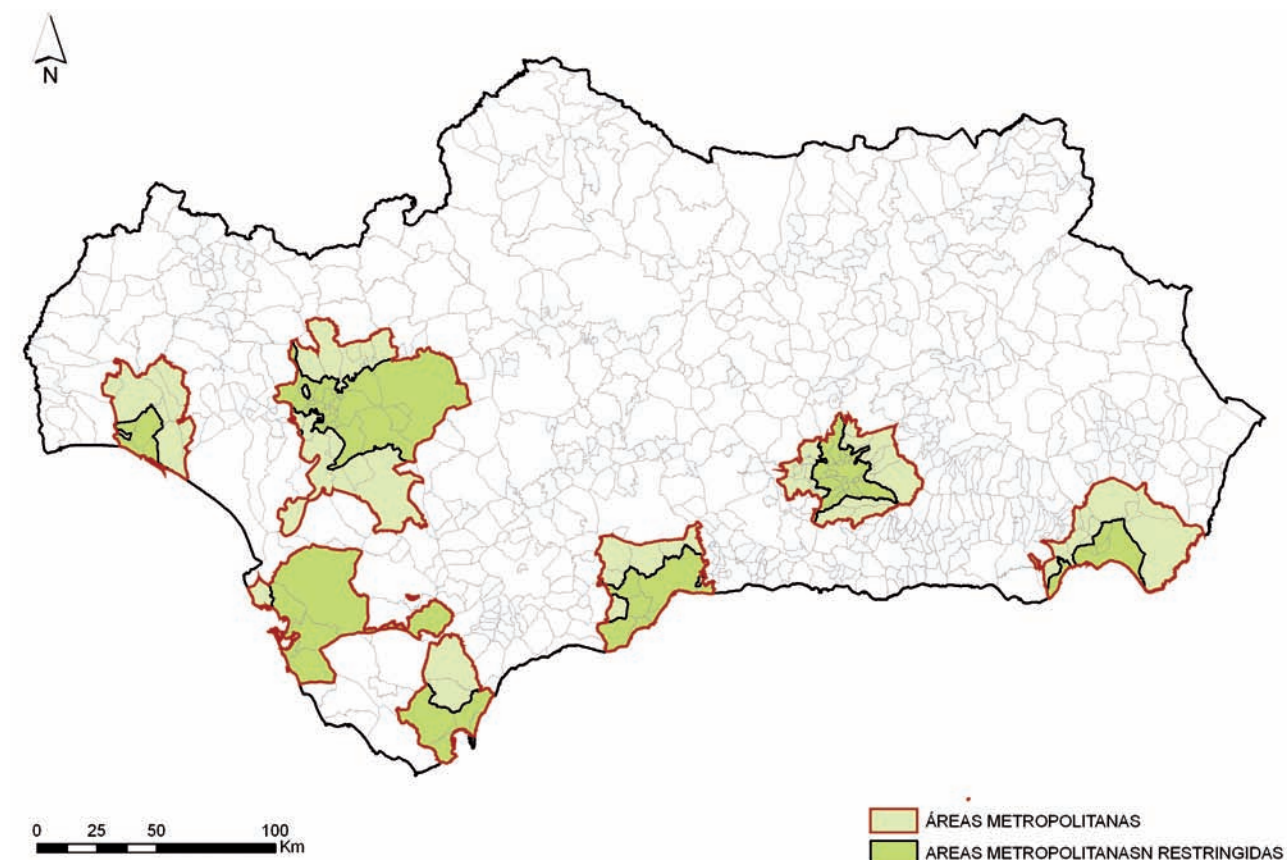 N
0 25 50 100
Km
ÁREAS METROPOLITANAS
AREAS METROPOLITANASN RESTRINGIDAS